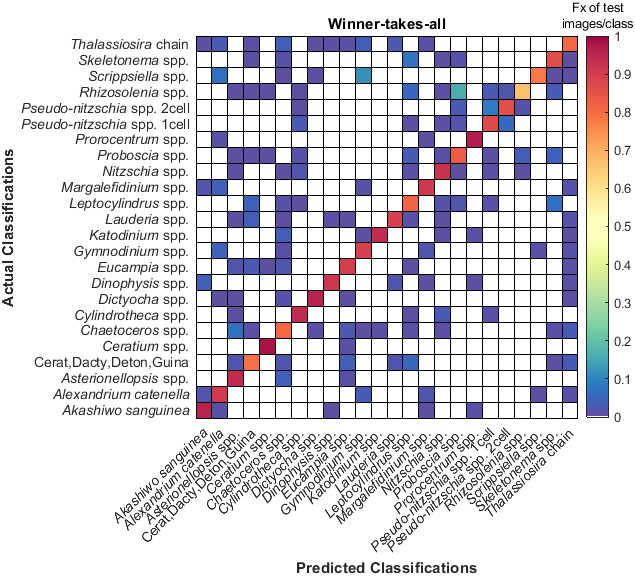 Winner-takes-all
Fx of test
images/class
Actual Classifications
Thalassiosira chain
Skeletonema spp.
Scrippsiella spp.
Rhizosolenia spp.
Pseudo-nitzschia spp. 2cell
Pseudo-nitzschia spp. 1cell
Prorocentrum spp.
Proboscia spp.
Nitzschia spp.
Margalefidinium spp.
Leptocylindrus spp.
Lauderia spp.
Katodinium spp.
Gymnodinium spp.
Eucampia spp.
Dinophysis spp.
Dictyocha spp.
Cylindrotheca spp.
Chaetoceros spp.
Ceratium spp.
Cerat,Dacty,Deton,Guina
Asterionellopsis spp.
Alexandrium catenella
Akashiwo sanguinea
1
0.9
0.8
0.7
0.6
0.5
0.4
0.3
0.2
0.1
0
Akashiwo sanguinea
Alexandrium catenella
Asterionellopsis spp.
Cerat,Dacty,Deton,Guina
Ceratium spp
Chaetoceros spp
Cylindrotheca spp
Dictyocha spp
Dinophysis spp
Eucampia spp
Gymnodinium spp
Katodinium spp
Lauderia spp
Leptocylindrus spp
Margalefidinium spp
Nitzschia spp
Proboscia spp
Prorocentrum spp
Pseudo-nitzschia spp. 1cell
Pseudo-nitzschia spp. 2cell
Rhizosolenia spp
Scrippsiella spp
Skeletonema spp
Thalassiosira chain
Predicted Classifications